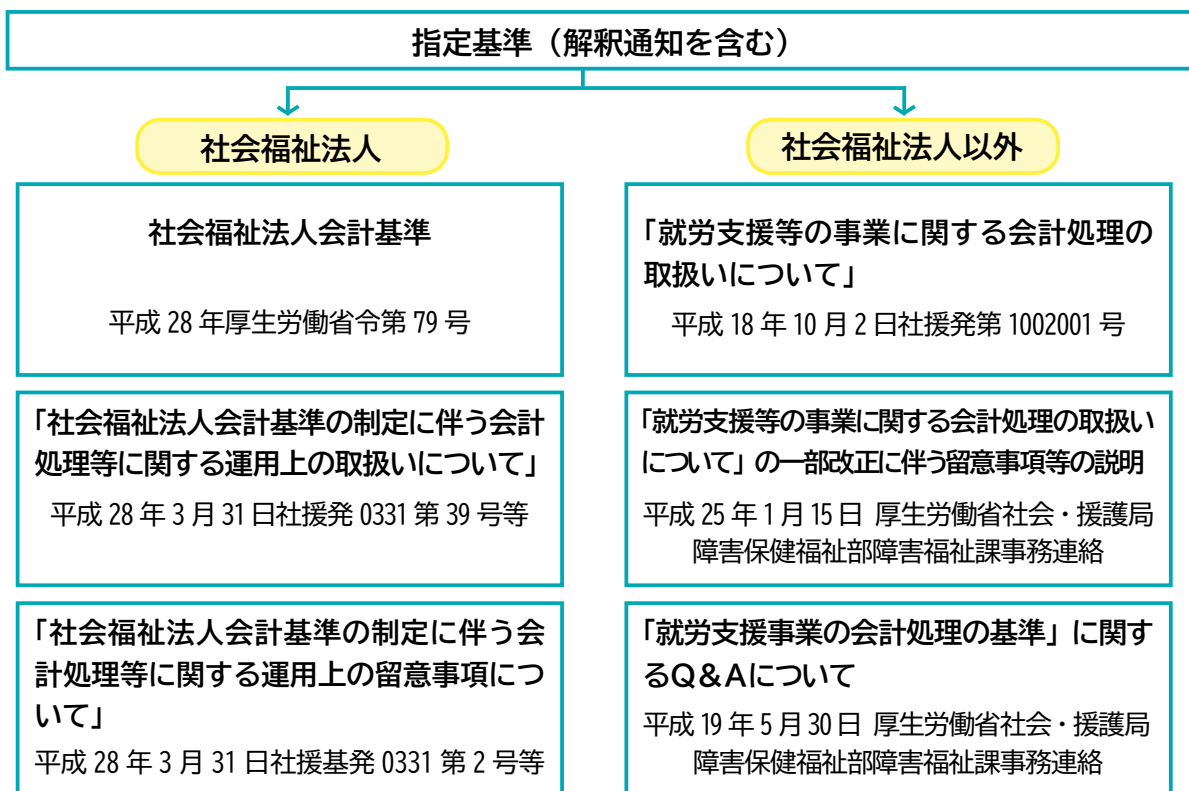 指定基準（解釈通知を含む）
社会福祉法人
社会福祉法人会計基準
平成 28 年厚生労働省令第 79 号
「社会福祉法人会計基準の制定に伴う会計
処理等に関する運用上の取扱いについて」
平成 28 年 3 月 31 日社援発 0331 第 39 号等
「社会福祉法人会計基準の制定に伴う会
計処理等に関する運用上の留意事項につ
いて」
平成 28 年 3 月 31 日社援基発 0331 第 2 号等
社会福祉法人以外
「就労支援等の事業に関する会計処理の
取扱いについて」
平成 18 年 10 月 2 日社援発第 1002001 号
「就労支援等の事業に関する会計処理の取扱い
について」の一部改正に伴う留意事項等の説明
平成 25 年 1 月 15 日 厚生労働省社会・援護局
障害保健福祉部障害福祉課事務連絡
「就労支援事業の会計処理の基準」に関す
るQ＆Aについて
平成 19 年 5 月 30 日 厚生労働省社会・援護局
障害保健福祉部障害福祉課事務連絡